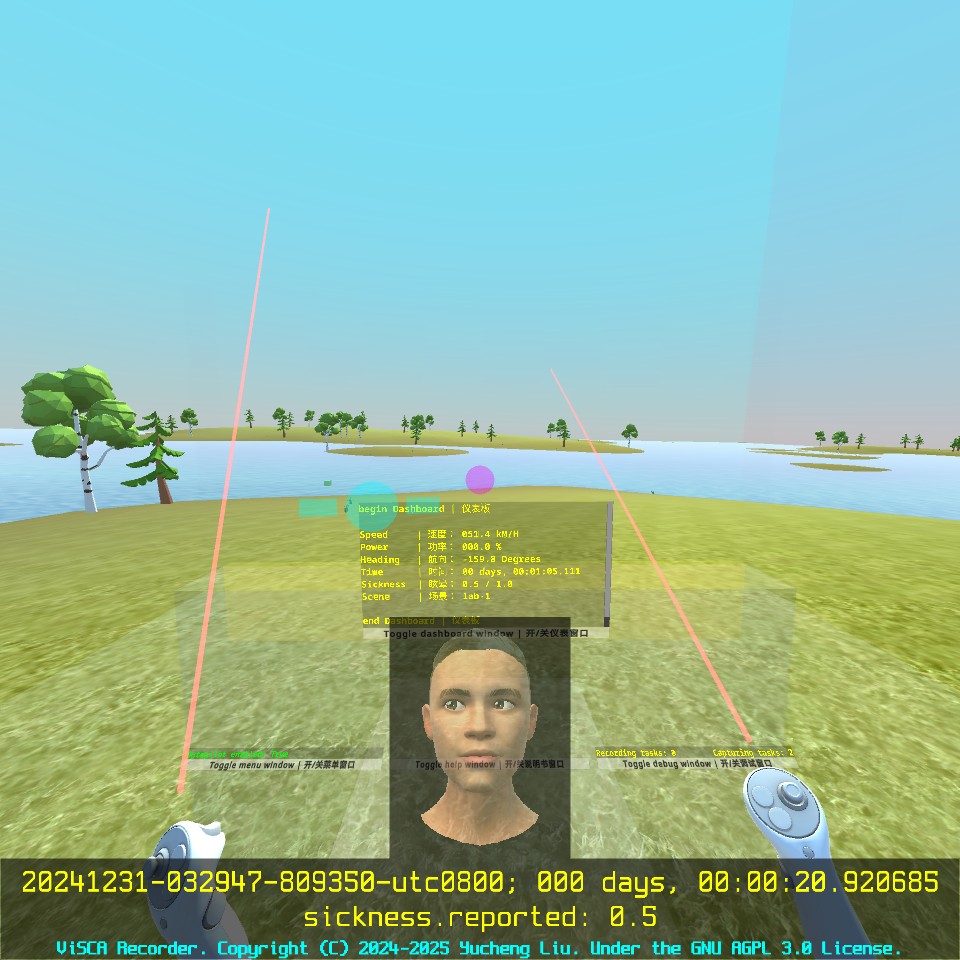 begin Dashboard | 仪表板
Speed | 速度： 051.4 kM/H
Power | 功率： 000.0 %
Heading | 航向： -159.8 Degrees
Time | 时间： 00 days, 00:01:05.111
Sickness | 眩晕： 0.5 / 1.0
Scene | 场景： lab-1
end Dashboard | 仪表板
Toggle dashboard window | 开/关仪表窗口
Recording tasks: 0 Capturing tasks: 2
Toggle menu window | 开/关菜单窗口
Toggle help window | 开/关说明书窗口
Toggle debug window | 开/关调试窗口
20241231-032947-809350-utc0800; 000 days, 00:00:20.920685
sickness.reported: 0.5
ViSCA Recorder. Copyright (C) 2024-2025 Yucheng Liu. Under the GNU AGPL 3.0 License.